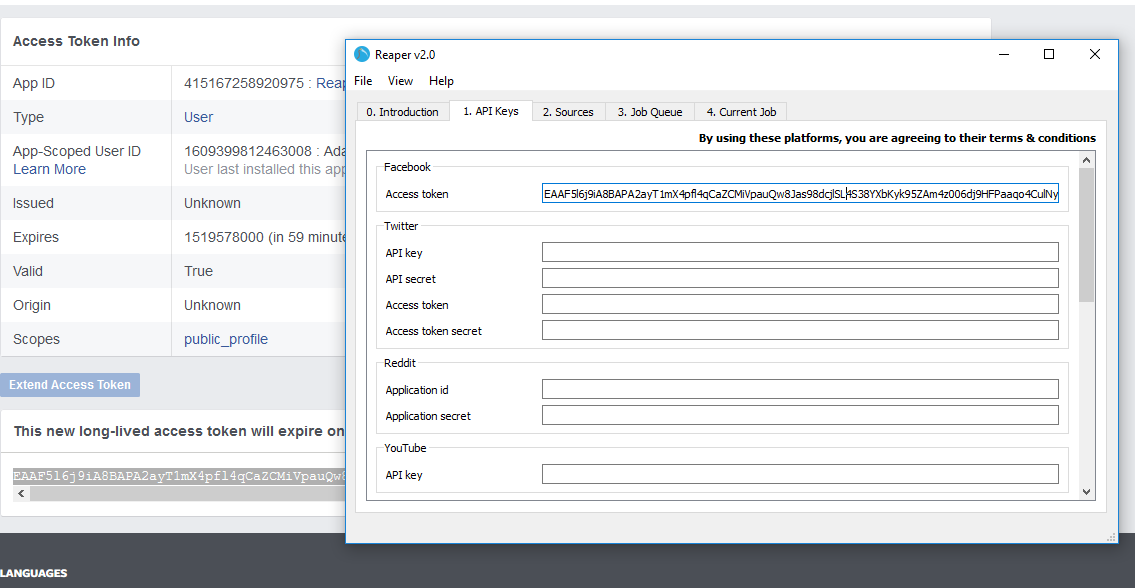 Access Token Info
App ID
415167258920975 : Reap
Type
User
App-Scoped User ID
Learn More
1609399812463008 : Ada
User last installed this app
Issued
Unknown
Expires
1519578000 (in 59 minute
Valid
True
Origin
Unknown
Scopes
public_profile
Extend Access Token
This new long-lived access token will expire on
EAAF5l6j9iA8BAPA2ayT1mX4pfl4qCaZCMiVpauQw8
LANGUAGES
Reaper v2.0
File View Help
0. Introduction 1. API Keys 2. Sources 3. Job Queue 4. Current Job
By using these platforms, you are agreeing to their terms & conditions
Facebook
Access token
EAAF5l6j9iA8BAPA2ayT1mX4pfl4qCaZCMiVpauQw8Jas98dcjlSL4S38YXbKyk95ZAm4z006dj9HFPaaqo4CulNy
Twitter
API key
API secret
Access token
Access token secret
Reddit
Application id
Application secret
YouTube
API key